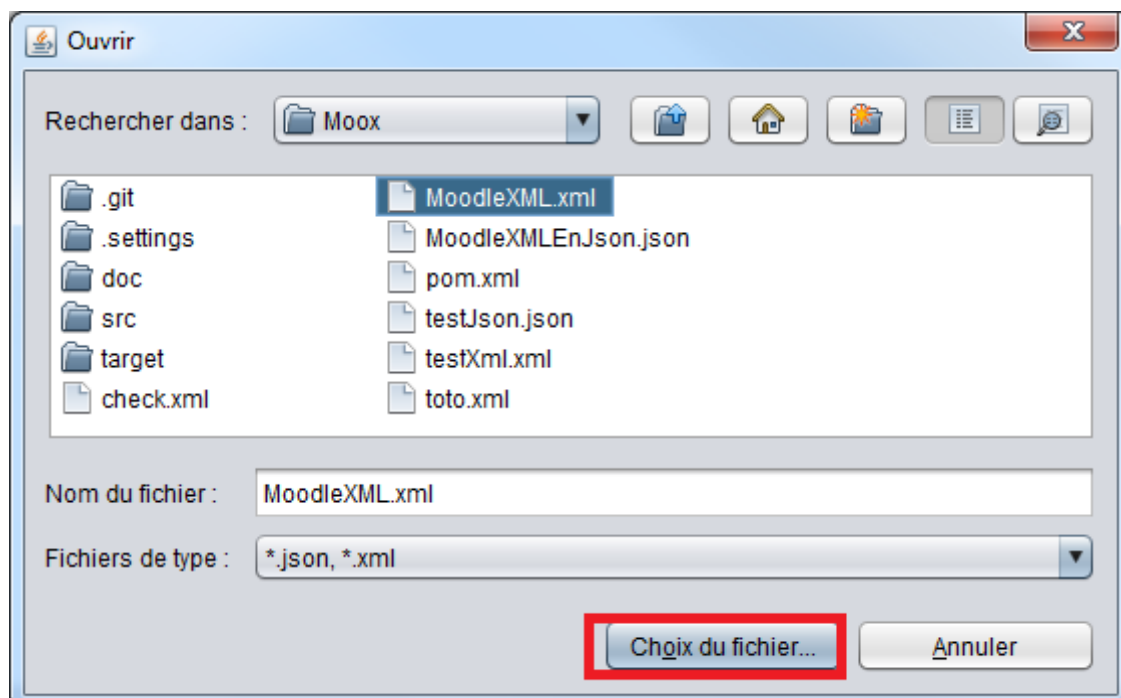 Ouvrir
Rechercher dans :
Moox
.git
.settings
doc
src
target
check.xml
MoodleXML.xml
MoodleXMLEnJson.json
pom.xml
testJson.json
testXml.xml
toto.xml
Nom du fichier :
MoodleXML.xml
Fichiers de type :
*.json, *.xml
Choix du fichier...
Annuler